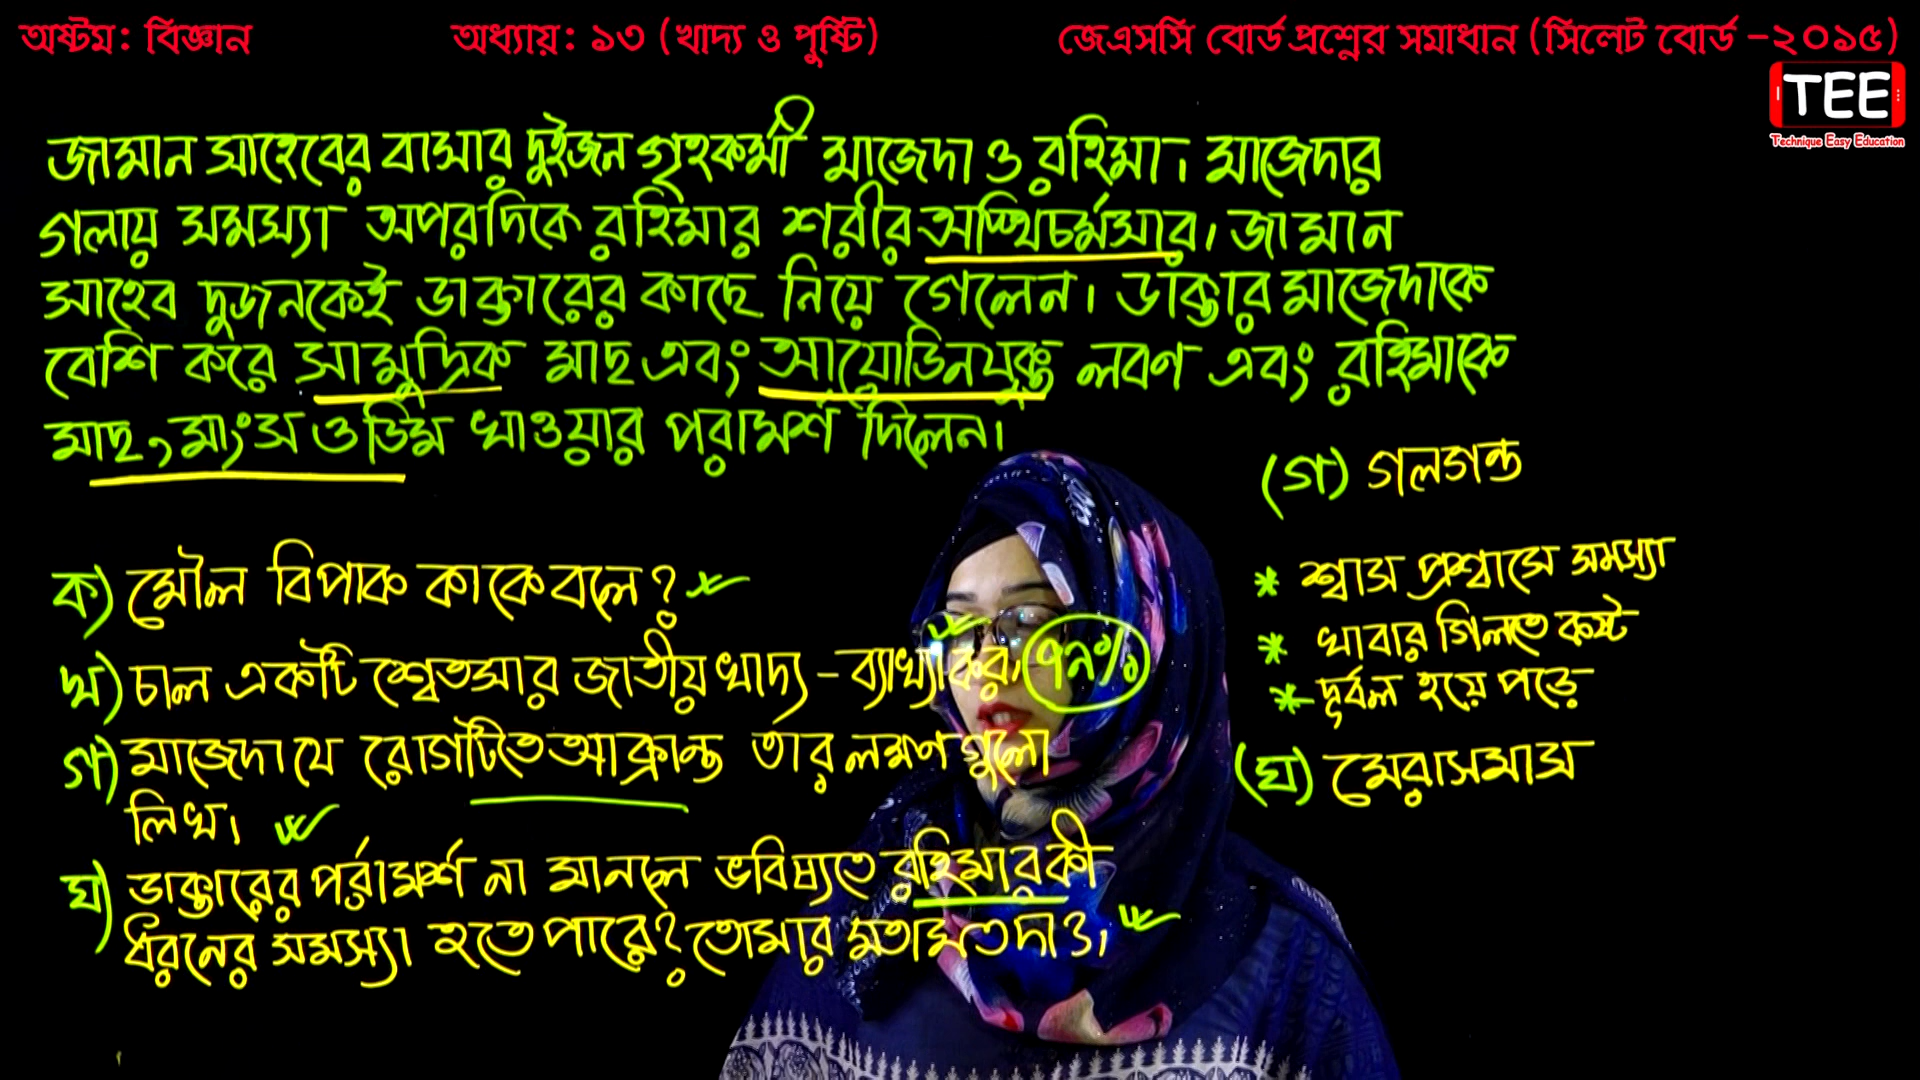 অষ্টম: বিজ্ঞান
অধ্যায়: ১৩ (খাদ্য ও পুষ্টি)
জেএসসি বোর্ড প্রশ্নের সমাধান (সিলেট বোর্ড -২০১৫)
TEE
Technique Easy Education
জামান সাহেবের বাসার দুইজন গৃহকর্মী মাজেদা ও রহিমা। মাজেদার
গলায় সমস্যা অপরদিকে রহিমার শরীর অস্থিচর্মসার। জামান
সাহেব দুজনকেই ডাক্তারের কাছে নিয়ে গেলেন। ডাক্তার মাজেদাকে
বেশি করে সামুদ্রিক মাছ এবং আয়োডিনযুক্ত লবণ এবং রহিমাকে
মাছ, মাংস ও ডিম খাওয়ার পরামর্শ দিলেন।
ক) মৌল বিপাক কাকে বলে?
খ) চাল একটি শ্বেতসার জাতীয় খাদ্য - ব্যাখ্যা কর। ৭৯%
গ) মাজেদা যে রোগটিতে আক্রান্ত তার লক্ষণ গুলো
লিখ।
ঘ) ডাক্তারের পর্রামর্শ না মানলে ভবিষ্যতে রহিমার কী
ধরনের সমস্যা হতে পারে? তোমার মতামত দাও।
(গ) গলগন্ড
* শ্বাস প্রশ্বাসে সমস্যা
* খাবার গিলতে কষ্ট
* দূর্বল হয়ে পড়ে
(ঘ) মেরাসমাস